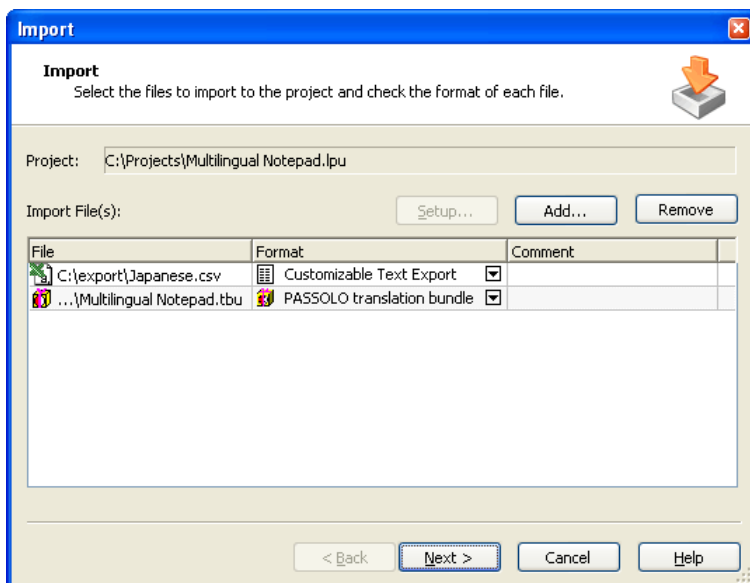 Import
Import
Select the files to import to the project and check the format of each file.
Project: C:\Projects\Multilingual Notepad.lpu
Import File(s): Setup... Add... Remove
File Format Comment
C:\export\Japanese.csv Customizable Text Export
...\Multilingual Notepad.tbu PASSOLO translation bundle
< Back Next > Cancel Help